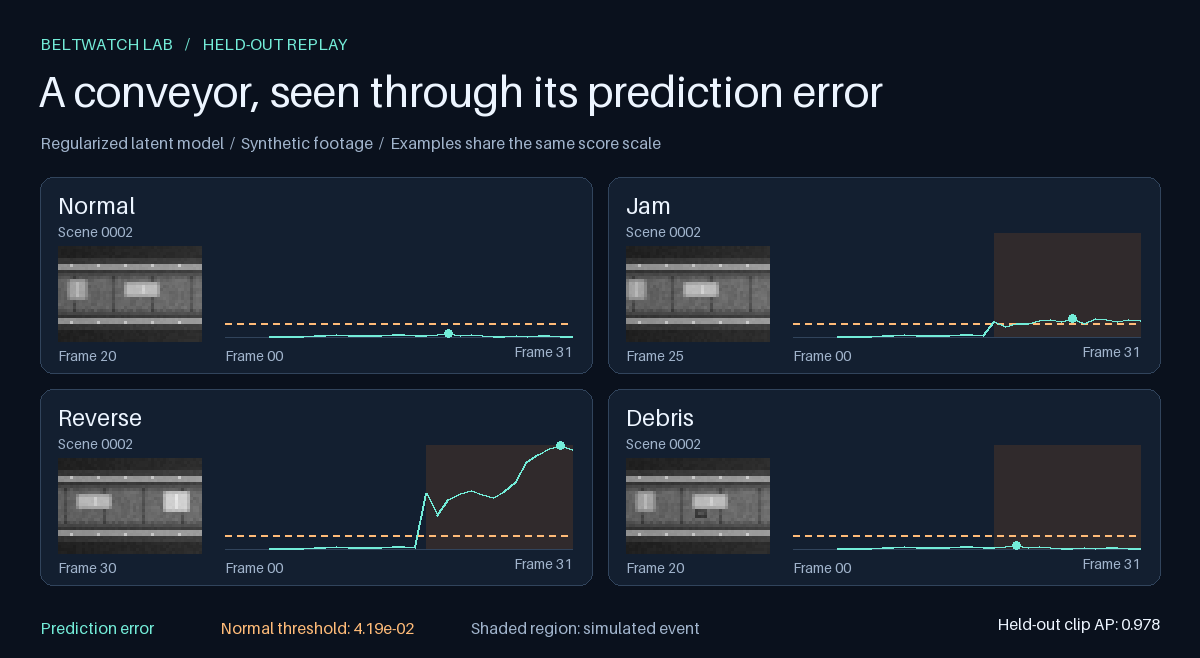 BELTWATCH LAB / HELD-OUT REPLAY
A conveyor, seen through its prediction error
Regularized latent model / Synthetic footage / Examples share the same score scale
Normal
Scene 0002
Frame 20
Frame 00
Frame 31
Jam
Scene 0002
Frame 25
Frame 00
Frame 31
Reverse
Scene 0002
Frame 30
Frame 00
Frame 31
Debris
Scene 0002
Frame 20
Frame 00
Frame 31
Prediction error
Normal threshold: 4.19e-02
Shaded region: simulated event
Held-out clip AP: 0.978